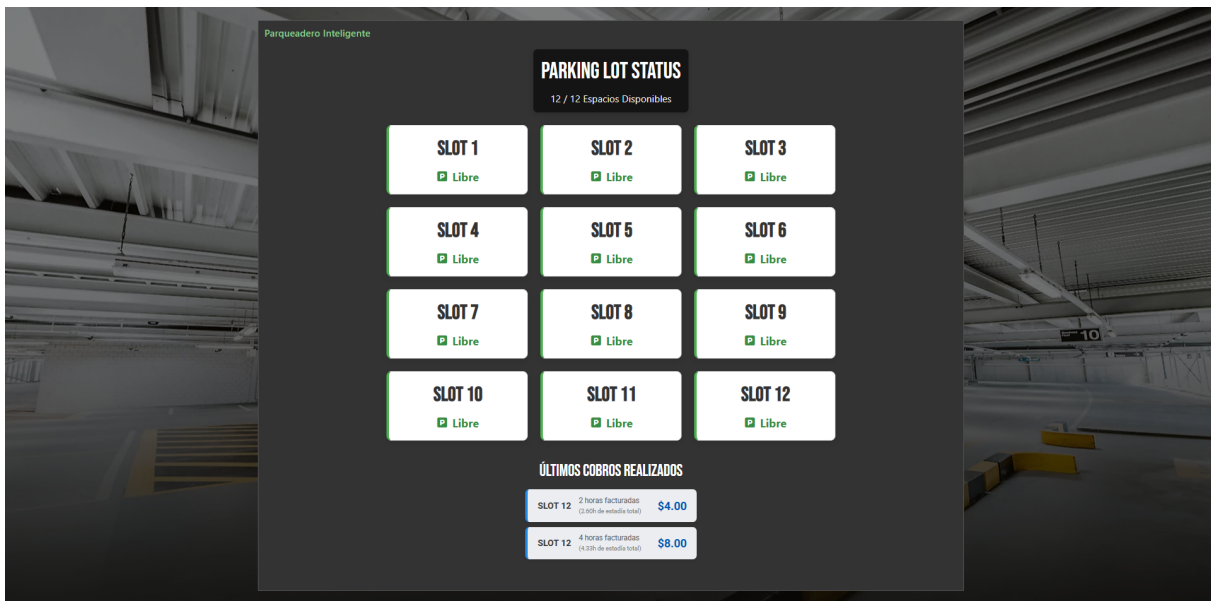 Parqueadero Inteligente
PARKING LOT STATUS
12 / 12 Espacios Disponibles
SLOT 1
P Libre
SLOT 2
P Libre
SLOT 3
P Libre
SLOT 4
P Libre
SLOT 5
P Libre
SLOT 6
P Libre
SLOT 7
P Libre
SLOT 8
P Libre
SLOT 9
P Libre
SLOT 10
P Libre
SLOT 11
P Libre
SLOT 12
P Libre
10
ÚLTIMOS COBROS REALIZADOS
SLOT 12
2 horas facturadas
(2.60h de estadía total)
$4.00
SLOT 12
4 horas facturadas
(4.33h de estadía total)
$8.00